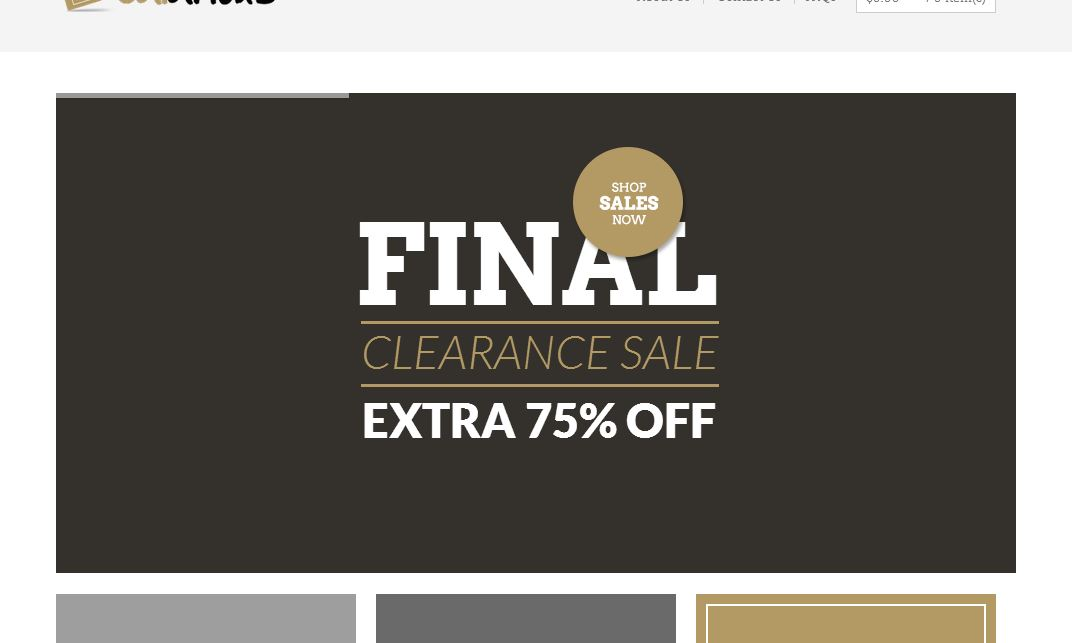 SHOP
SALES
NOW
FINAL
CLEARANCE SALE
EXTRA 75% OFF